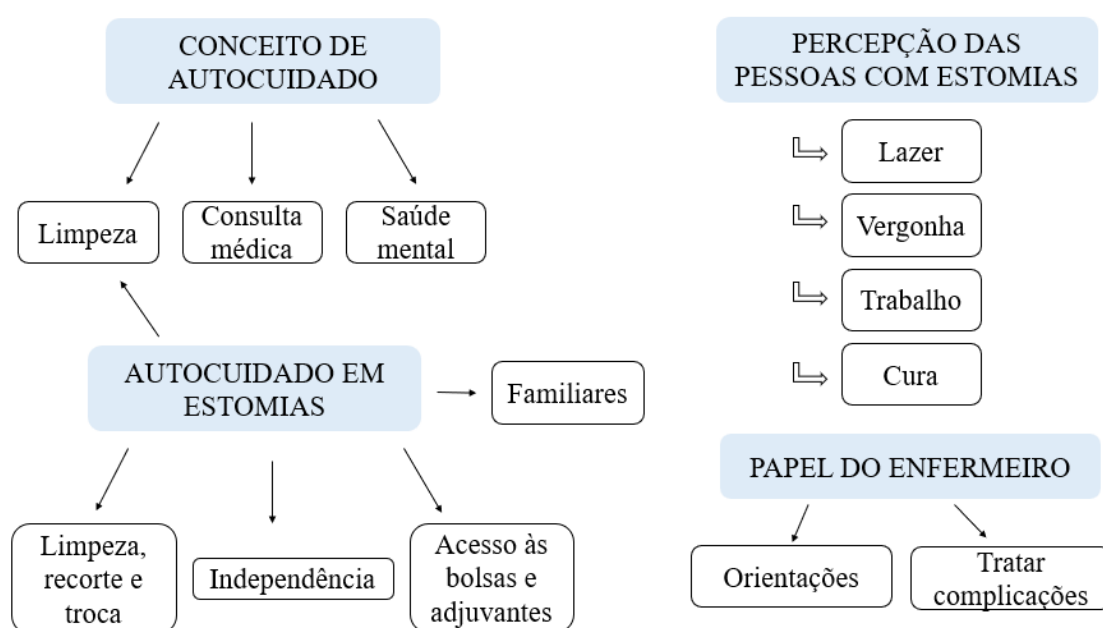 CONCEITO DE
AUTOCUIDADO
Limpeza
Consulta
médica
Saúde
mental
AUTOCUIDADO EM
ESTOMIAS
Familiares
Limpeza,
recorte e
troca
Independência
Acesso às
bolsas e
adjuvantes
PERCEPÇÃO DAS
PESSOAS COM ESTOMIAS
Lazer
Vergonha
Trabalho
Cura
PAPEL DO ENFERMEIRO
Orientações
Tratar
complicações